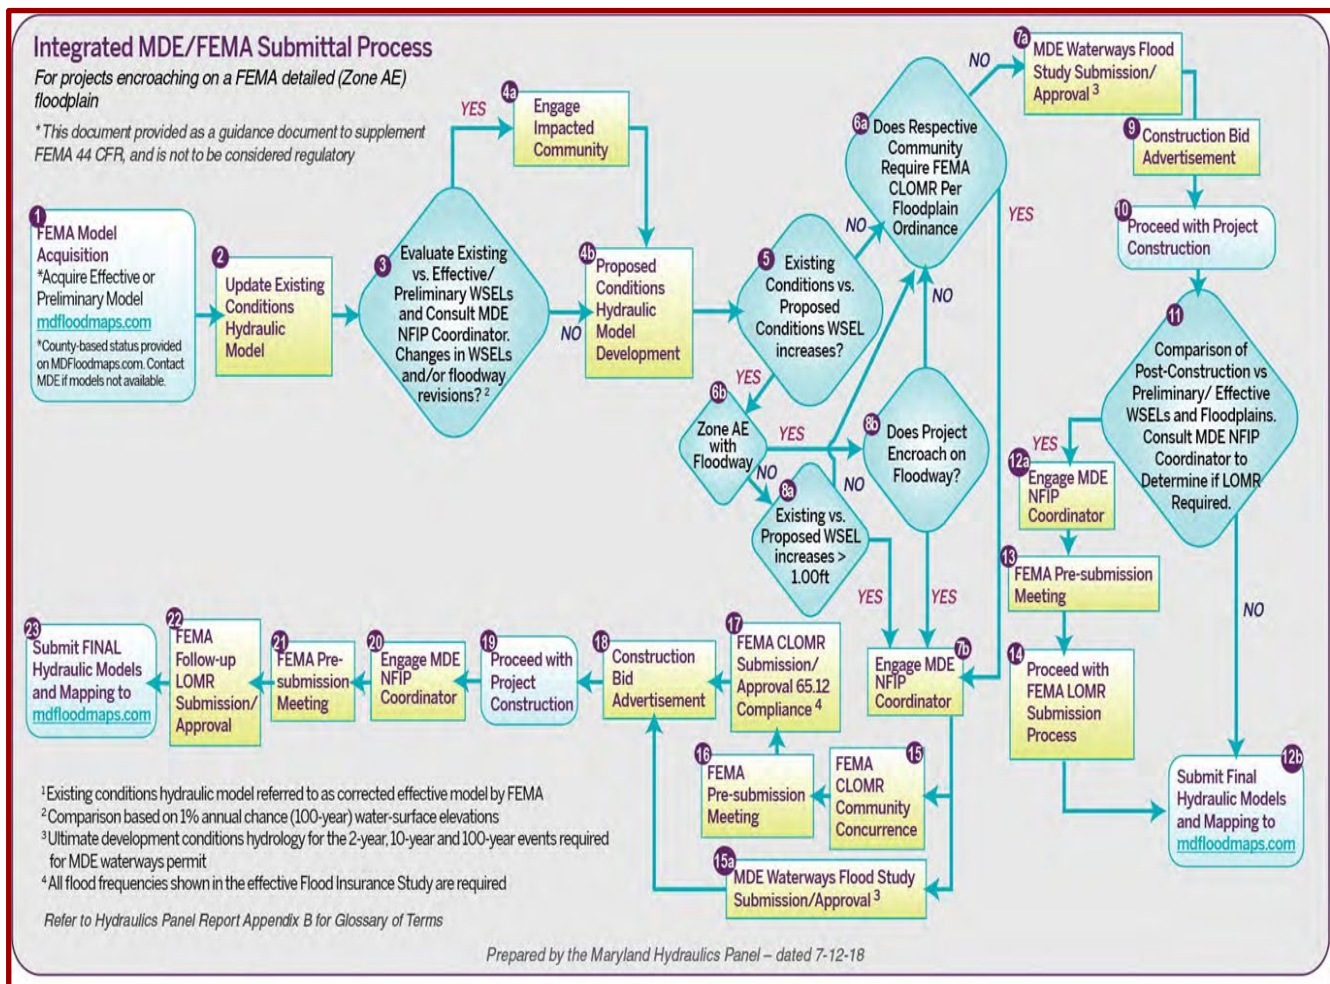 Integrated MDE/FEMA Submittal Process
For projects encroaching on a FEMA detailed (Zone AE)
floodplain
* This document provided as a guidance document to supplement
FEMA 44 CFR, and is not to be considered regulatory
1
FEMA Model
Acquisition
*Acquire Effective or
Preliminary Model
mdfloodmaps.com
*County-based status provided
on MDFloodmaps.com. Contact
MDE if models not available.
2
Update Existing
Conditions
Hydraulic
Model
3
Evaluate Existing
vs. Effective/
Preliminary WSELs
and Consult MDE
NFIP Coordinator.
Changes in WSELs
and/or floodway
revisions? 2
YES
NO
4a
Engage
Impacted
Community
4b
Proposed
Conditions
Hydraulic
Model
Development
5
Existing
Conditions vs.
Proposed
Conditions WSEL
increases?
NO
YES
6a
Does Respective
Community
Require FEMA
CLOMR Per
Floodplain
Ordinance
NO
YES
6b
Zone AE
with
Floodway
YES
NO
8a
Existing vs.
Proposed WSEL
increases >
1.00ft
NO
YES
8b
Does Project
Encroach on
Floodway?
NO
YES
7a
MDE Waterways Flood
Study Submission/
Approval 3
9
Construction Bid
Advertisement
10
Proceed with Project
Construction
11
Comparison of
Post-Construction vs
Preliminary/ Effective
WSELs and Floodplains.
Consult MDE NFIP
Coordinator to
Determine if LOMR
Required.
YES
NO
12a
Engage MDE
NFIP
Coordinator
13
FEMA Pre-submission
Meeting
14
Proceed with
FEMA LOMR
Submission
Process
12b
Submit Final
Hydraulic Models
and Mapping to
mdfloodmaps.com
7b
Engage MDE
NFIP
Coordinator
15
FEMA
CLOMR
Community
Concurrence
15a
MDE Waterways Flood Study
Submission/Approval 3
16
FEMA
Pre-submission
Meeting
17
FEMA CLOMR
Submission/
Approval 65.12
Compliance 4
18
Construction
Bid
Advertisement
19
Proceed with
Project
Construction
20
Engage MDE
NFIP
Coordinator
21
FEMA Pre-
submission
Meeting
22
FEMA
Follow-up
LOMR
Submission/
Approval
23
Submit FINAL
Hydraulic Models
and Mapping to
mdfloodmaps.com
1 Existing conditions hydraulic model referred to as corrected effective model by FEMA
2 Comparison based on 1% annual chance (100-year) water-surface elevations
3 Ultimate development conditions hydrology for the 2-year, 10-year and 100-year events required
for MDE waterways permit
4 All flood frequencies shown in the effective Flood Insurance Study are required
Refer to Hydraulics Panel Report Appendix B for Glossary of Terms
Prepared by the Maryland Hydraulics Panel – dated 7-12-18